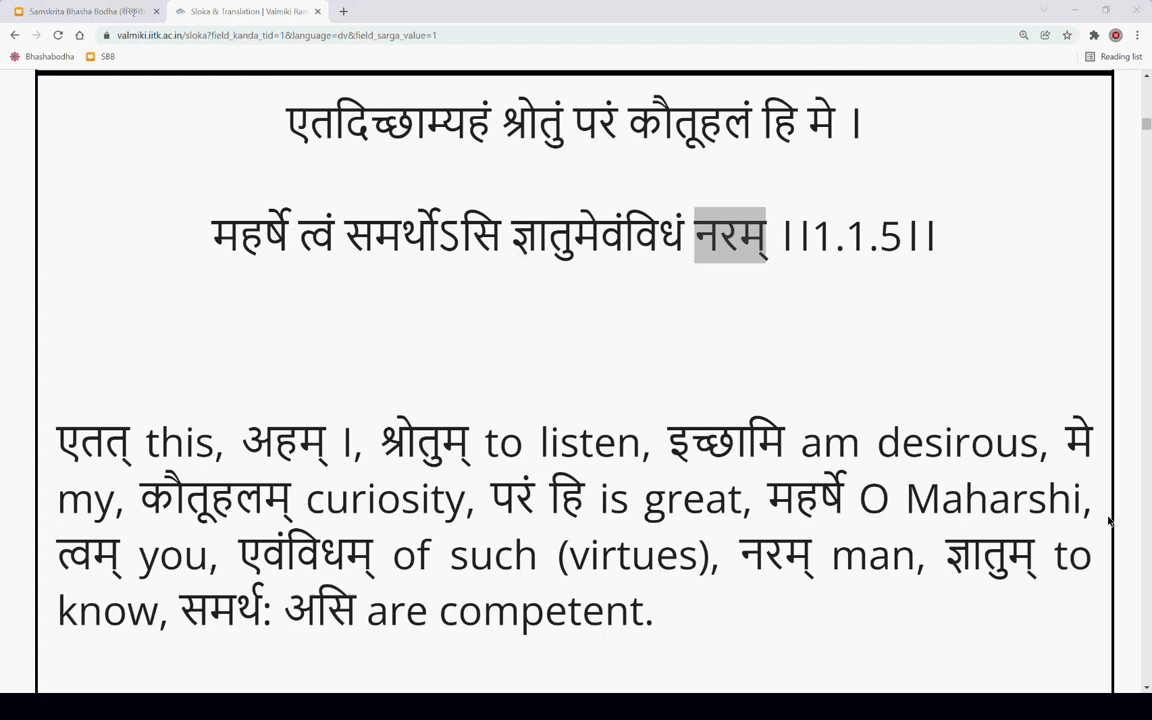 Samskrita Bhasha Bodha (संस्कृत
Sloka & Translation | Valmiki Ram
valmiki.iitk.ac.in/sloka?field_kanda_tid=1&language=dv&field_sarga_value=1
Bhashabodha SBB Reading list
एतदिच्छाम्यहं श्रोतुं परं कौतूहलं हि मे ।
महर्षे त्वं समर्थोऽसि ज्ञातुमेवंविधं नरम् ।।1.1.5।।
एतत् this, अहम् I, श्रोतुम् to listen, इच्छामि am desirous, मे
my, कौतूहलम् curiosity, परं हि is great, महर्षे O Maharshi,
त्वम् you, एवंविधम् of such (virtues), नरम् man, ज्ञातुम् to
know, समर्थ: असि are competent.